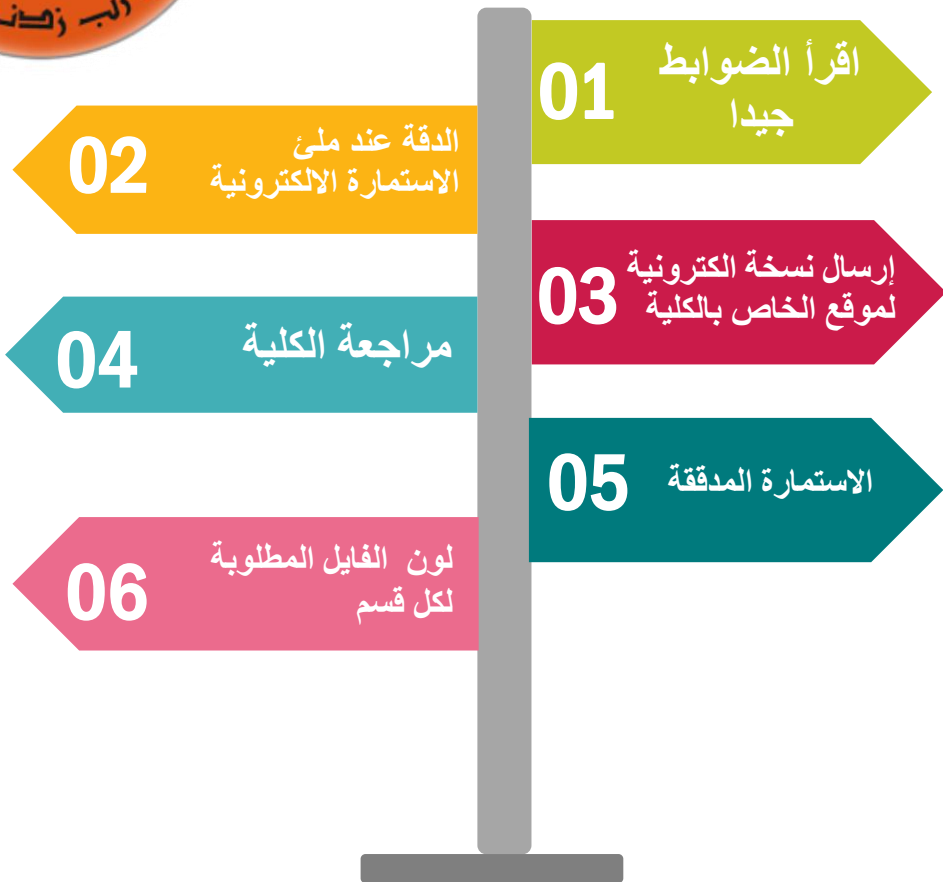 زدن
01
اقرأ الضوابط
جيدا
02
الدقة عند ملئ
الاستمارة الالكترونية
03
إرسال نسخة الكترونية
لموقع الخاص بالكلية
04
مراجعة الكلية
05
الاستمارة المدققة
06
لون الفايل المطلوبة
لكل قسم